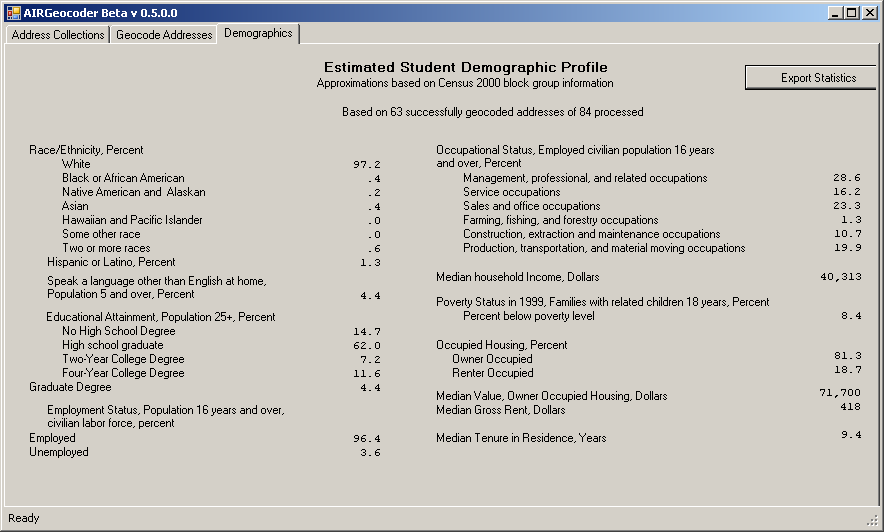 AIRGeocoder Beta v 0.5.0.0
Address Collections
Geocode Addresses
Demographics
Estimated Student Demographic Profile
Approximations based on Census 2000 block group information
Export Statistics
Based on 63 successfully geocoded addresses of 84 processed
Race/Ethnicity, Percent
White 97.2
Black or African American .4
Native American and Alaskan .2
Asian .4
Hawaiian and Pacific Islander .0
Some other race .0
Two or more races .6
Hispanic or Latino, Percent 1.3
Speak a language other than English at home,
Population 5 and over, Percent 4.4
Educational Attainment, Population 25+, Percent
No High School Degree 14.7
High school graduate 62.0
Two-Year College Degree 7.2
Four-Year College Degree 11.6
Graduate Degree 4.4
Employment Status, Population 16 years and over,
civilian labor force, percent
Employed 96.4
Unemployed 3.6
Occupational Status, Employed civilian population 16 years
and over, Percent
Management, professional, and related occupations 28.6
Service occupations 16.2
Sales and office occupations 23.3
Farming, fishing, and forestry occupations 1.3
Construction, extraction and maintenance occupations 10.7
Production, transportation, and material moving occupations 19.9
Median household Income, Dollars 40,313
Poverty Status in 1999, Families with related children 18 years, Percent
Percent below poverty level 8.4
Occupied Housing, Percent
Owner Occupied 81.3
Renter Occupied 18.7
Median Value, Owner Occupied Housing, Dollars 71,700
Median Gross Rent, Dollars 418
Median Tenure in Residence, Years 9.4
Ready